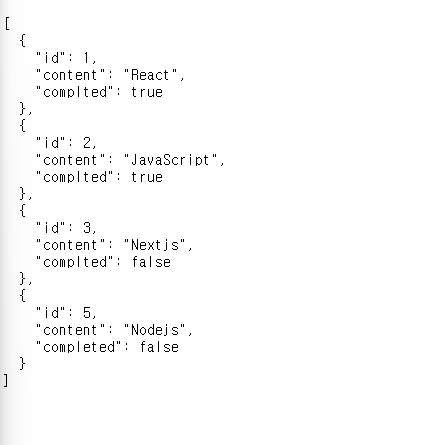 [
  {
    "id": 1,
    "content": "React",
    "complted": true
  },
  {
    "id": 2,
    "content": "JavaScript",
    "complted": true
  },
  {
    "id": 3,
    "content": "Nextjs",
    "complted": false
  },
  {
    "id": 5,
    "content": "Nodejs",
    "completed": false
  }
]